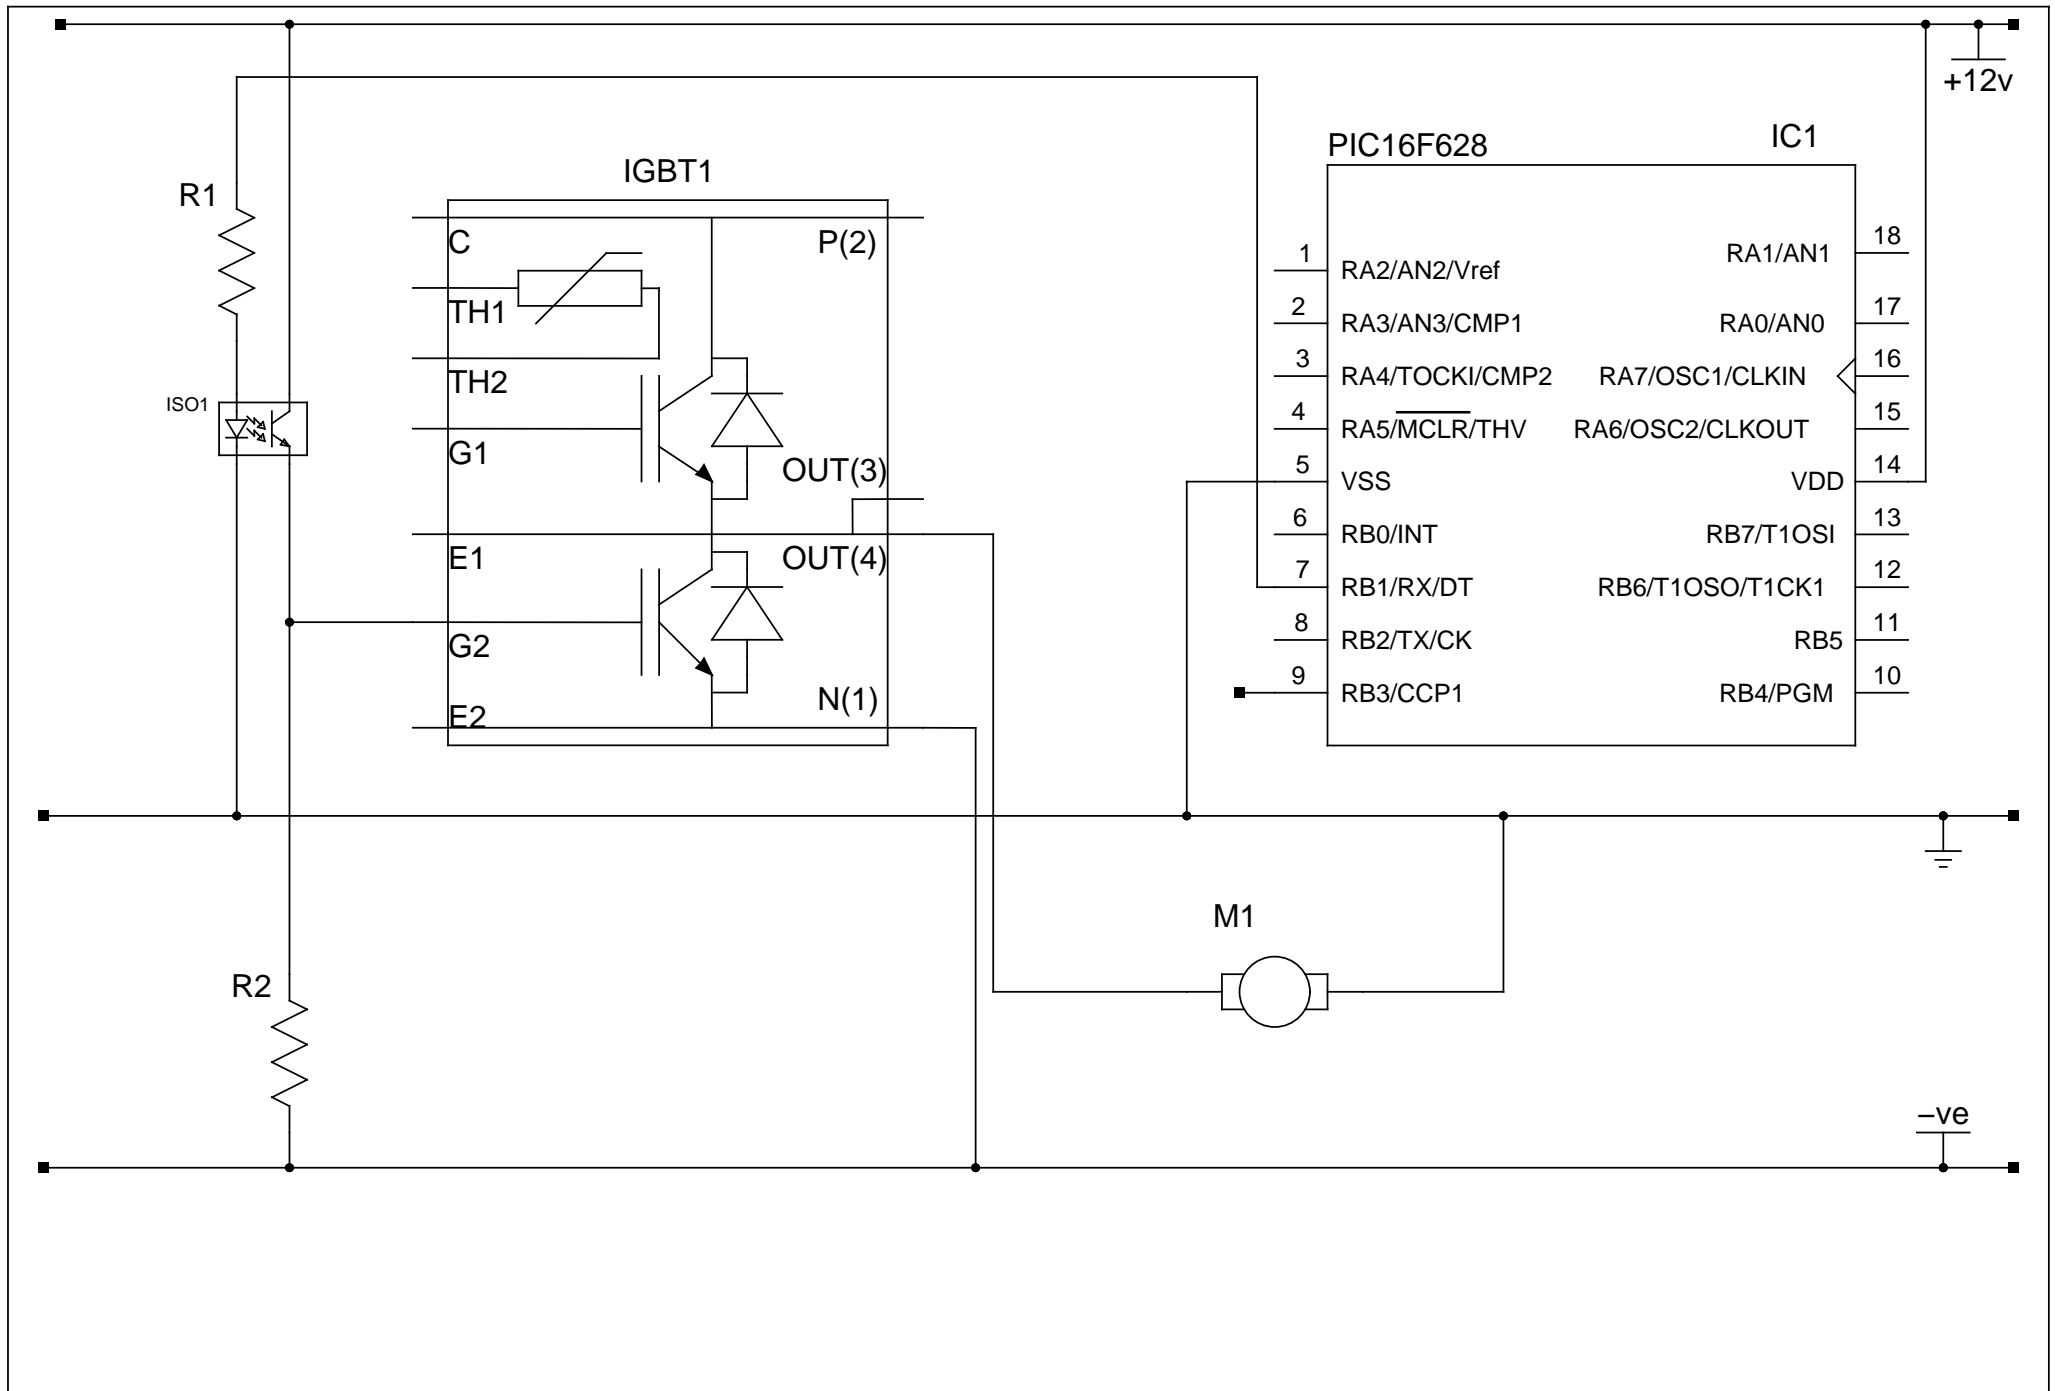 +12v
PIC16F628
IC1
IGBT1
R1
C
P(2)
TH1
TH2
G1
OUT(3)
E1
OUT(4)
G2
N(1)
E2
ISO1
1
RA2/AN2/Vref
2
RA3/AN3/CMP1
3
RA4/TOCKI/CMP2
4
RA5/MCLR/THV
5
VSS
6
RB0/INT
7
RB1/RX/DT
8
RB2/TX/CK
9
RB3/CCP1
RA1/AN1
18
RA0/AN0
17
RA7/OSC1/CLKIN
16
RA6/OSC2/CLKOUT
15
VDD
14
RB7/T1OSI
13
RB6/T1OSO/T1CK1
12
RB5
11
RB4/PGM
10
M1
R2
–ve